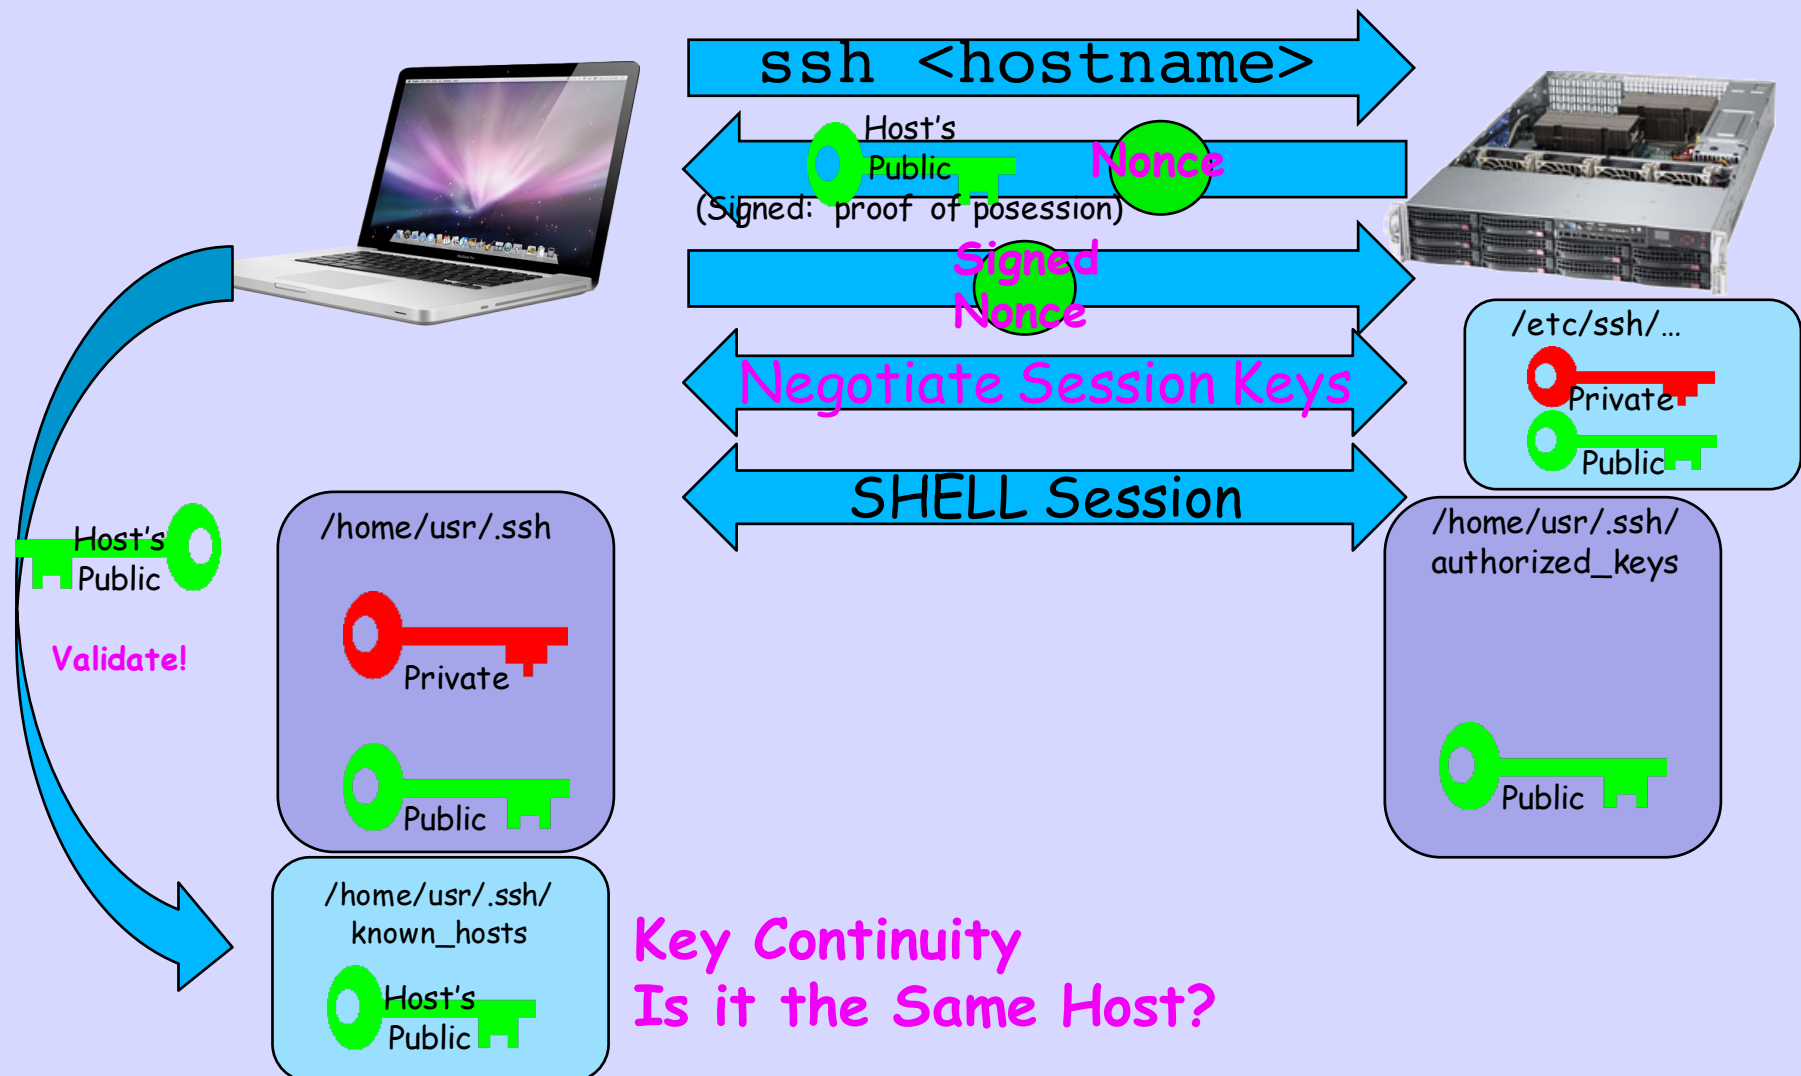 ssh <hostname>
Host's
Public
Nonce
(Signed: proof of posession)
Signed
Nonce
Negotiate Session Keys
SHELL Session
/etc/ssh/…
Private
Public
/home/usr/.ssh/
authorized_keys
Public
Host's
Public
Validate!
/home/usr/.ssh
Private
Public
/home/usr/.ssh/
known_hosts
Host's
Public
Key Continuity
Is it the Same Host?